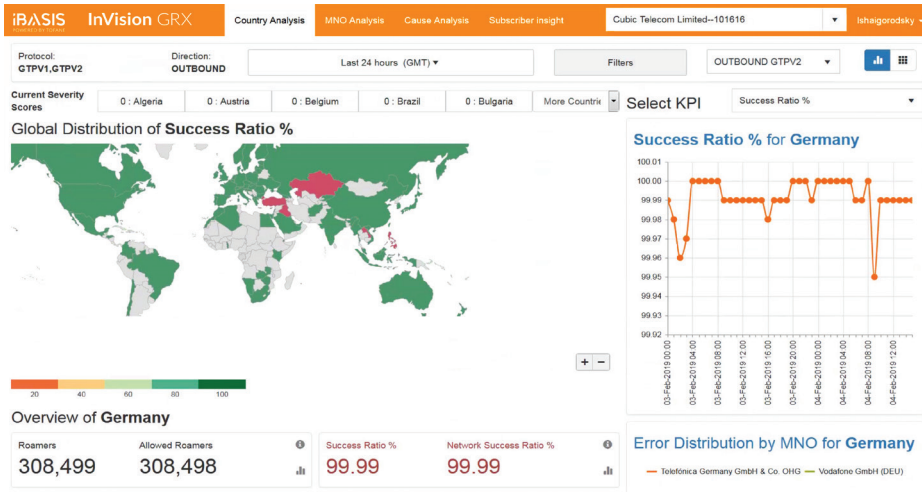 iBASIS InVision GRX
POWERED BY TOFANE
Country Analysis MNO Analysis Cause Analysis Subscriber Insight
Cubic Telecom Limited--101616
Ishaigorodsky
Protocol:
GTPV1,GTPV2
Direction:
OUTBOUND
Last 24 hours (GMT)
Filters
OUTBOUND GTPV2
Current Severity
Scores
0 : Algeria
0 : Austria
0 : Belgium
0 : Brazil
0 : Bulgaria
More Countrie
Select KPI
Success Ratio %
Global Distribution of Success Ratio %
+ −
20 40 60 80 100
Success Ratio % for Germany
100.01
100.00
99.99
99.98
99.97
99.96
99.95
99.94
99.93
99.92
03-Feb-2019 00:00
03-Feb-2019 04:00
03-Feb-2019 08:00
03-Feb-2019 12:00
03-Feb-2019 16:00
03-Feb-2019 20:00
04-Feb-2019 00:00
04-Feb-2019 04:00
04-Feb-2019 08:00
04-Feb-2019 12:00
Overview of Germany
Roamers
308,499
Allowed Roamers
308,498
Success Ratio %
99.99
Network Success Ratio %
99.99
Error Distribution by MNO for Germany
Telefónica Germany GmbH & Co. OHG
Vodafone GmbH (DEU)